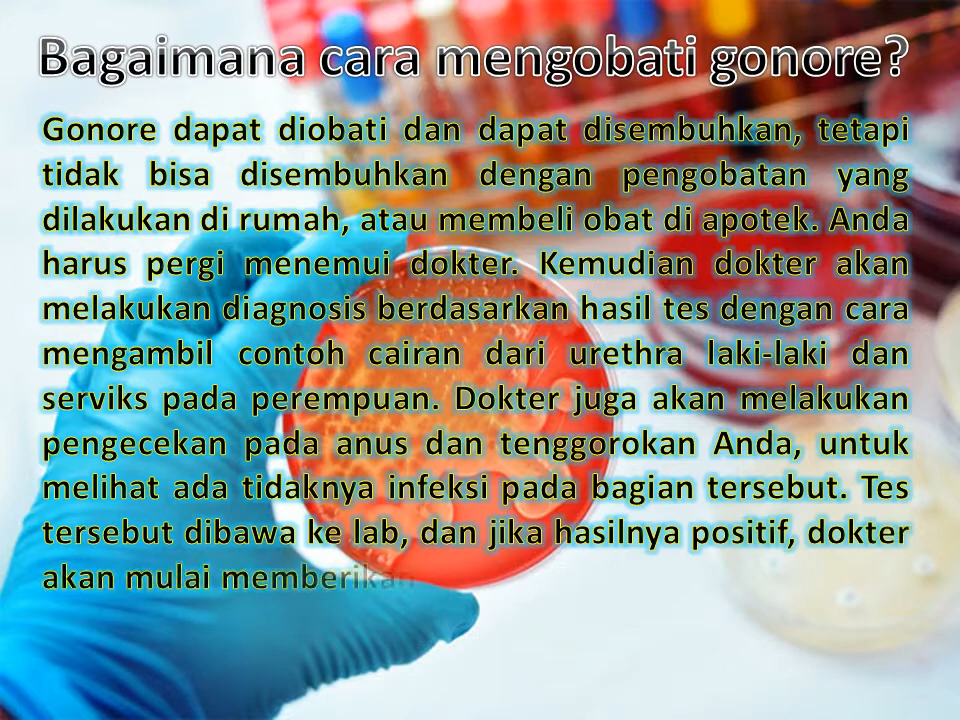 Bagaimana cara mengobati gonore?
Gonore dapat diobati dan dapat disembuhkan, tetapi
tidak bisa disembuhkan dengan pengobatan yang
dilakukan di rumah, atau membeli obat di apotek. Anda
harus pergi menemui dokter. Kemudian dokter akan
melakukan diagnosis berdasarkan hasil tes dengan cara
mengambil contoh cairan dari urethra laki-laki dan
serviks pada perempuan. Dokter juga akan melakukan
pengecekan pada anus dan tenggorokan Anda, untuk
melihat ada tidaknya infeksi pada bagian tersebut. Tes
tersebut dibawa ke lab, dan jika hasilnya positif, dokter
akan mulai memberikan